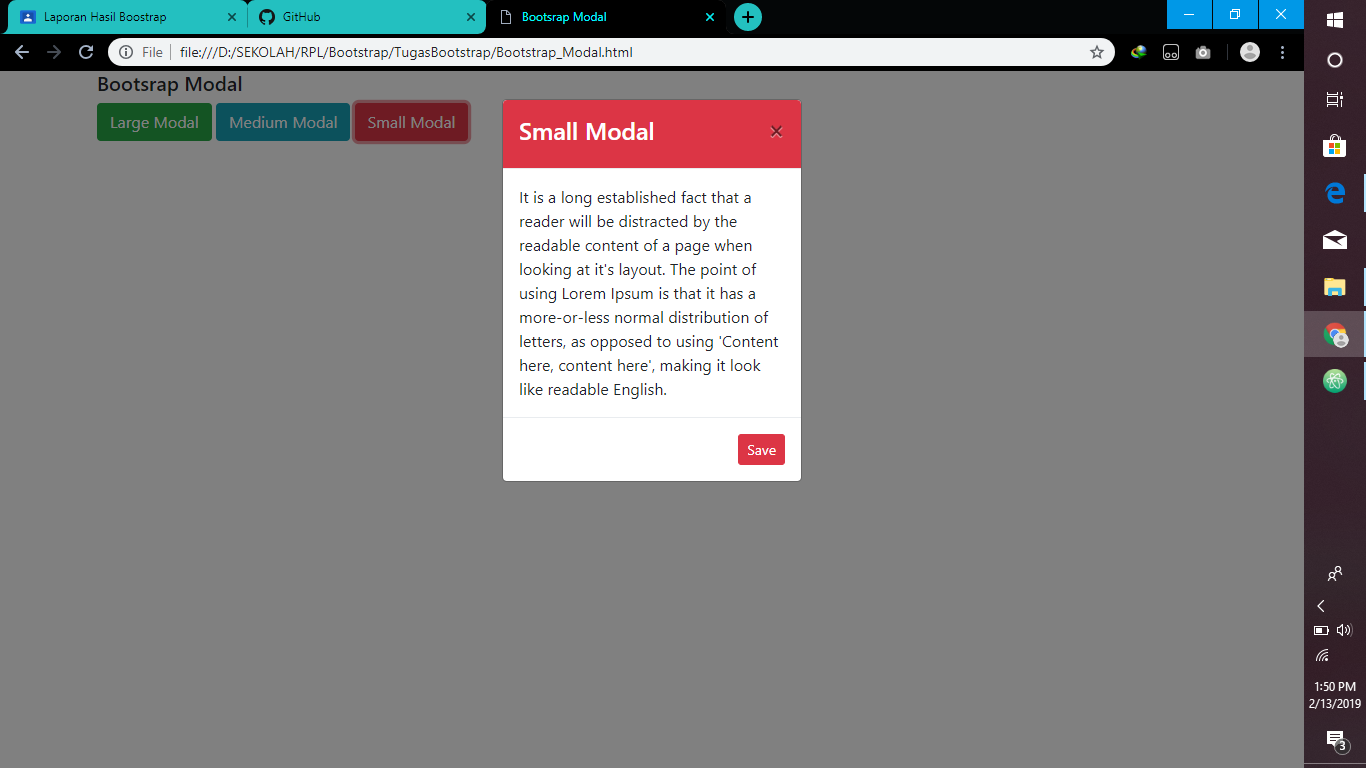 Laporan Hasil Boostrap
GitHub
Bootsrap Modal
File
file:///D:/SEKOLAH/RPL/Bootstrap/TugasBootstrap/Bootstrap_Modal.html
Bootsrap Modal
Large Modal
Medium Modal
Small Modal
Small Modal
×
It is a long established fact that a
reader will be distracted by the
readable content of a page when
looking at it's layout. The point of
using Lorem Ipsum is that it has a
more-or-less normal distribution of
letters, as opposed to using 'Content
here, content here', making it look
like readable English.
Save
1:50 PM
2/13/2019
3